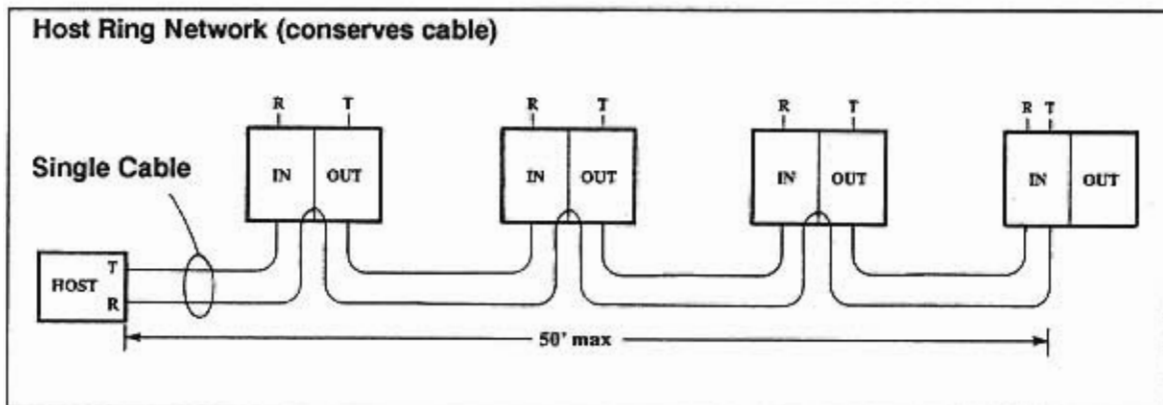 Host Ring Network (conserves cable)
R T R T R T R T
Single Cable
IN OUT IN OUT IN OUT IN OUT
T
HOST
R
50' max